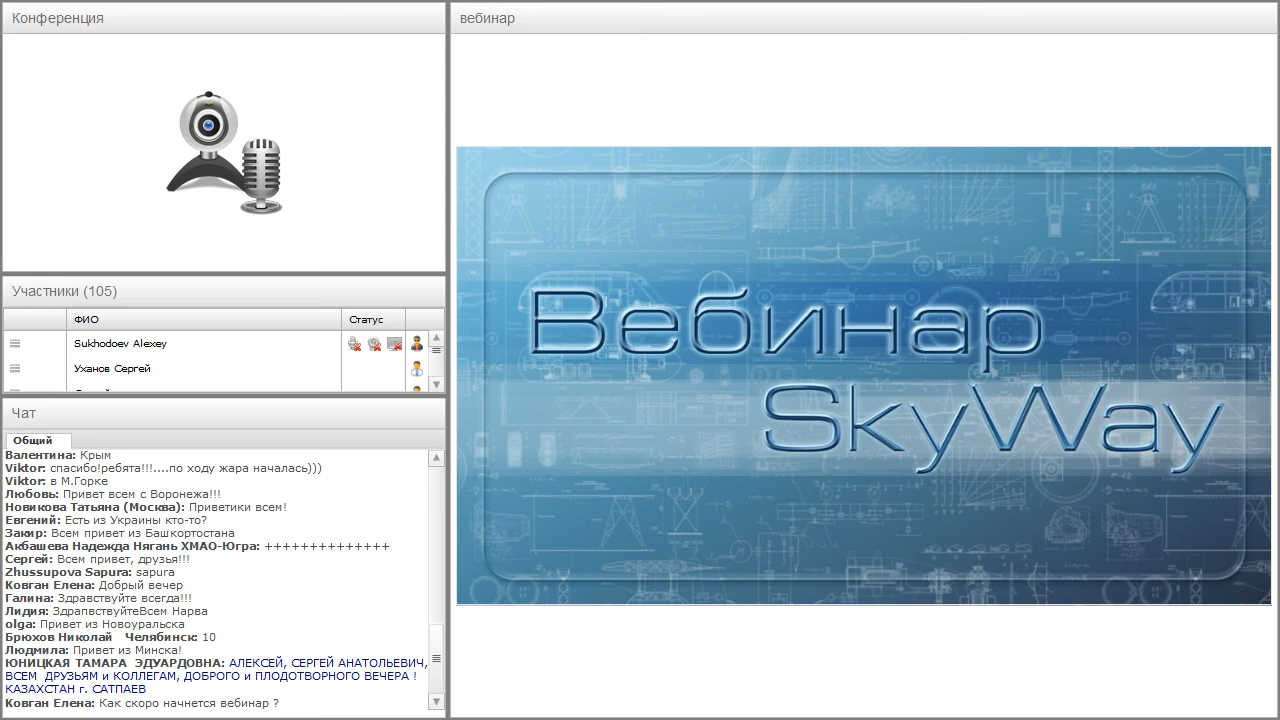 Конференция
вебинар
Участники (105)
ФИО Статус
Sukhodoev Alexey
Уханов Сергей
Чат
Общий
Валентина: Крым
Viktor: спасибо!ребята!!!....по ходу жара началась)))
Viktor: в М.Горке
Любовь: Привет всем с Воронежа!!!
Новикова Татьяна (Москва): Приветики всем!
Евгений: Есть из Украины кто-то?
Закир: Всем привет из Башкортостана
Акбашева Надежда Нягань ХМАО-Югра: ++++++++++++++
Сергей: Всем привет, друзья!!!
Zhussupova Sapura: sapura
Ковган Елена: Добрый вечер
Галина: Здравствуйте всегда!!!
Лидия: ЗдрапвствуйтеВсем Нарва
olga: Привет из Новоуральска
Брюхов Николай Челябинск: 10
Людмила: Привет из Минска!
ЮНИЦКАЯ ТАМАРА ЭДУАРДОВНА: АЛЕКСЕЙ, СЕРГЕЙ АНАТОЛЬЕВИЧ,
ВСЕМ ДРУЗЬЯМ и КОЛЛЕГАМ, ДОБРОГО и ПЛОДОТВОРНОГО ВЕЧЕРА !
КАЗАХСТАН г. САТПАЕВ
Ковган Елена: Как скоро начнется вебинар ?
Вебинар
SkyWay